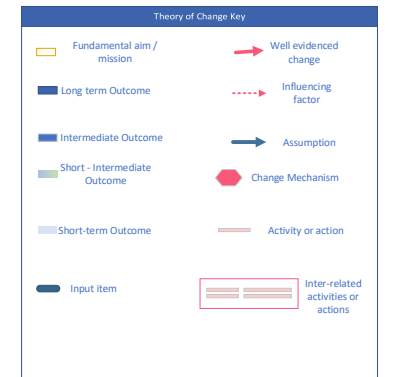 Theory of Change Key
Fundamental aim /
mission
Well evidenced
change
Long term Outcome
Influencing
factor
Intermediate Outcome
Assumption
Short - Intermediate
Outcome
Change Mechanism
Short-term Outcome
Activity or action
Input item
Inter-related
activities or
actions